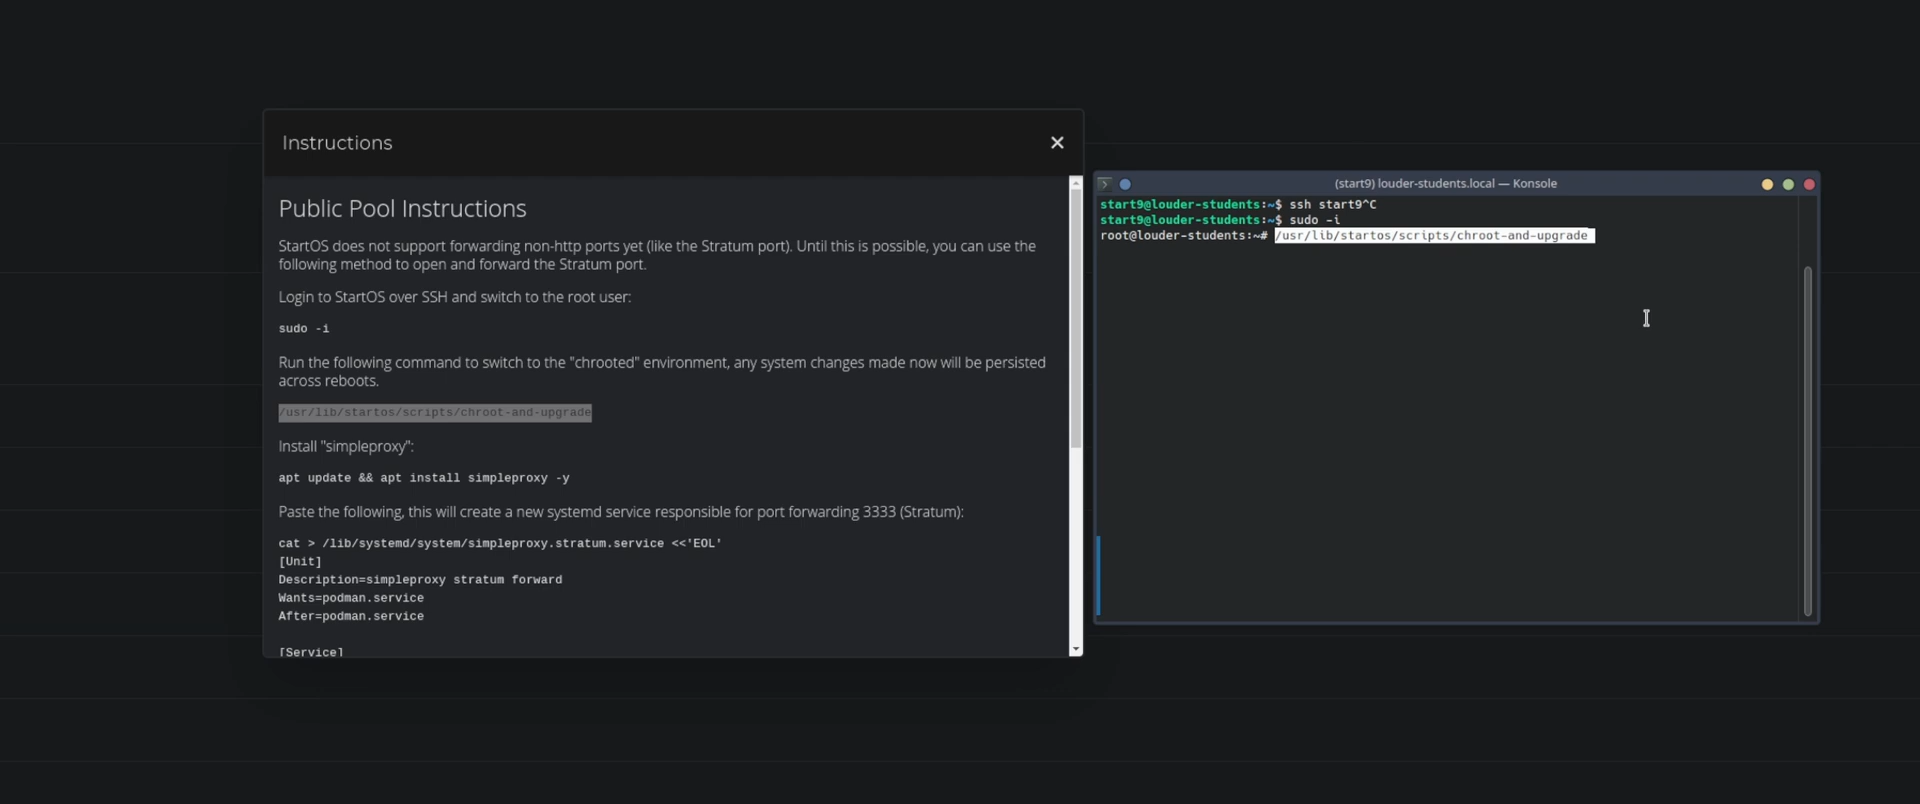 Instructions
Public Pool Instructions
StartOS does not support forwarding non-http ports yet (like the Stratum port). Until this is possible, you can use the
following method to open and forward the Stratum port.
Login to StartOS over SSH and switch to the root user:
sudo -i
Run the following command to switch to the "chrooted" environment, any system changes made now will be persisted
across reboots.
/usr/lib/startos/scripts/chroot-and-upgrade
Install "simpleproxy":
apt update && apt install simpleproxy -y
Paste the following, this will create a new systemd service responsible for port forwarding 3333 (Stratum):
cat > /lib/systemd/system/simpleproxy.stratum.service <<'EOL'
[Unit]
Description=simpleproxy stratum forward
Wants=podman.service
After=podman.service
[Service]
(start9) louder-students.local — Konsole
start9@louder-students:~$ ssh start9^C
start9@louder-students:~$ sudo -i
root@louder-students:~# /usr/lib/startos/scripts/chroot-and-upgrade